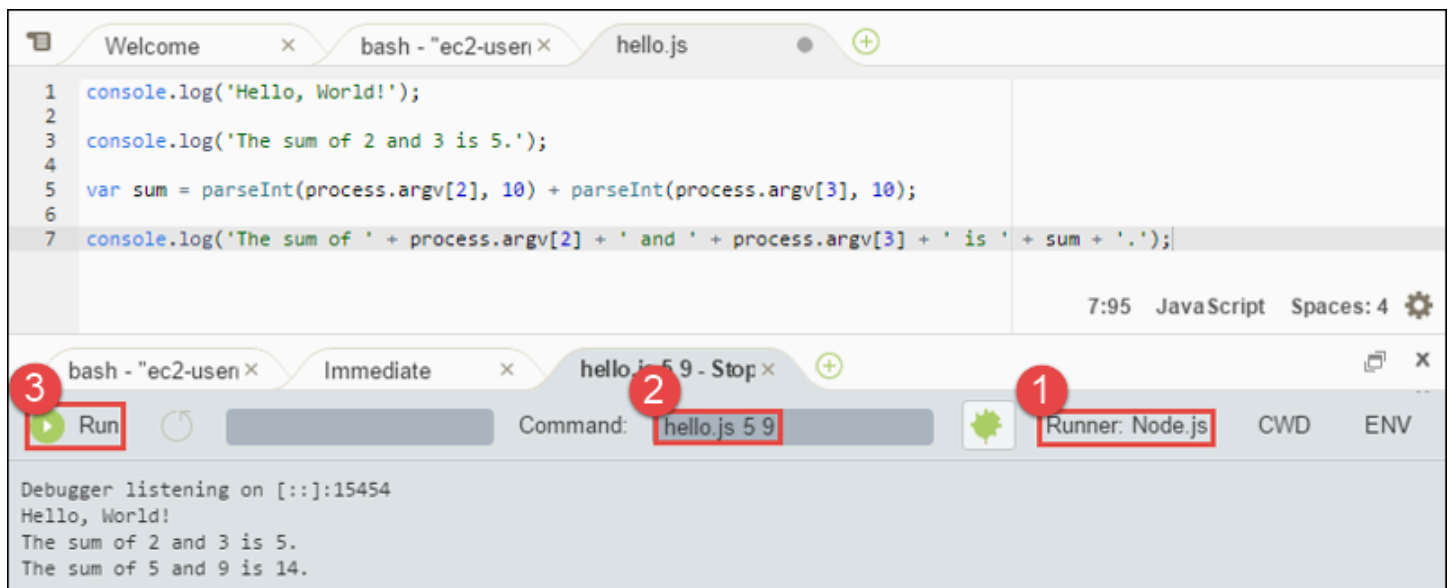 Welcome × bash - "ec2-user × hello.js
1 console.log('Hello, World!');
2
3 console.log('The sum of 2 and 3 is 5.');
4
5 var sum = parseInt(process.argv[2], 10) + parseInt(process.argv[3], 10);
6
7 console.log('The sum of ' + process.argv[2] + ' and ' + process.argv[3] + ' is ' + sum + '.');
7:95 JavaScript Spaces: 4
bash - "ec2-user × Immediate × hello.js 5 9 - Stop × x
3 2 1
Run Command: hello.js 5 9 Runner: Node.js CWD ENV
Debugger listening on [::]:15454
Hello, World!
The sum of 2 and 3 is 5.
The sum of 5 and 9 is 14.